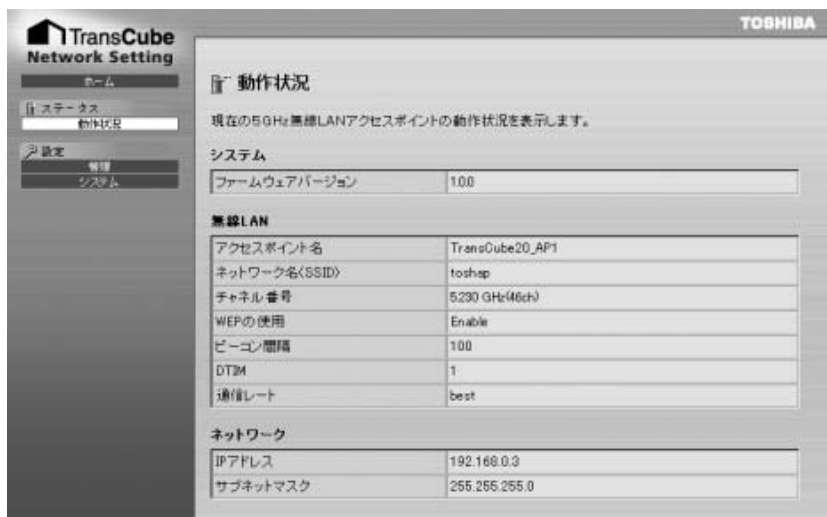 TOSHIBA
TransCube
Network Setting
ホーム
ステータス
動作状況
設定
管理
システム
動作状況
現在の5GHz無線LANアクセスポイントの動作状況を表示します。
システム
ファームウェアバージョン 1.0.0
無線LAN
アクセスポイント名 TransCube20_AP1
ネットワーク名(SSID) toshap
チャネル番号 5.230 GHz(46ch)
WEPの使用 Enable
ビーコン間隔 100
DTIM 1
通信レート best
ネットワーク
IPアドレス 192.168.0.3
サブネットマスク 255.255.255.0